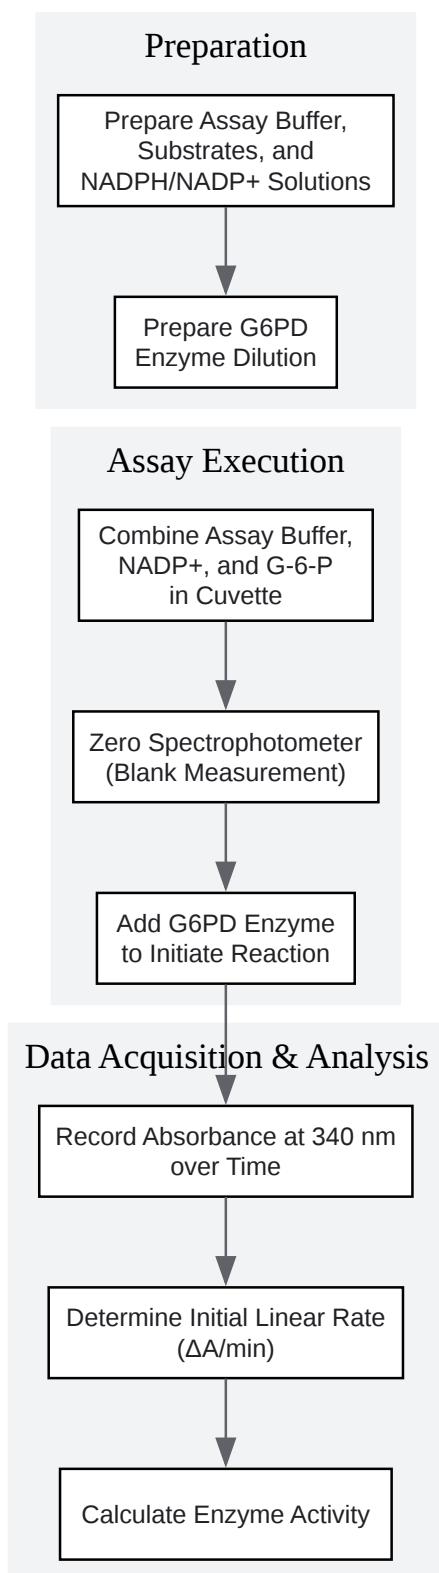 Preparation
Prepare Assay Buffer,
Substrates, and
NADPH/NADP+ Solutions
Prepare G6PD
Enzyme Dilution
Assay Execution
Combine Assay Buffer,
NADP+, and G-6-P
in Cuvette
Zero Spectrophotometer
(Blank Measurement)
Add G6PD Enzyme
to Initiate Reaction
Data Acquisition & Analysis
Record Absorbance at 340 nm
over Time
Determine Initial Linear Rate
(ΔA/min)
Calculate Enzyme Activity